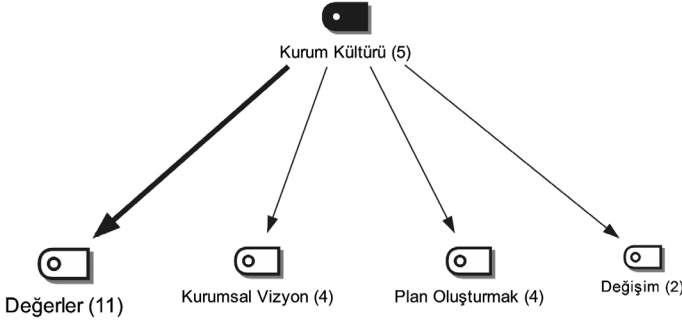 Kurum Kültürü (5)
Değerler (11)
Kurumsal Vizyon (4)
Plan Oluşturmak (4)
Değişim (2)